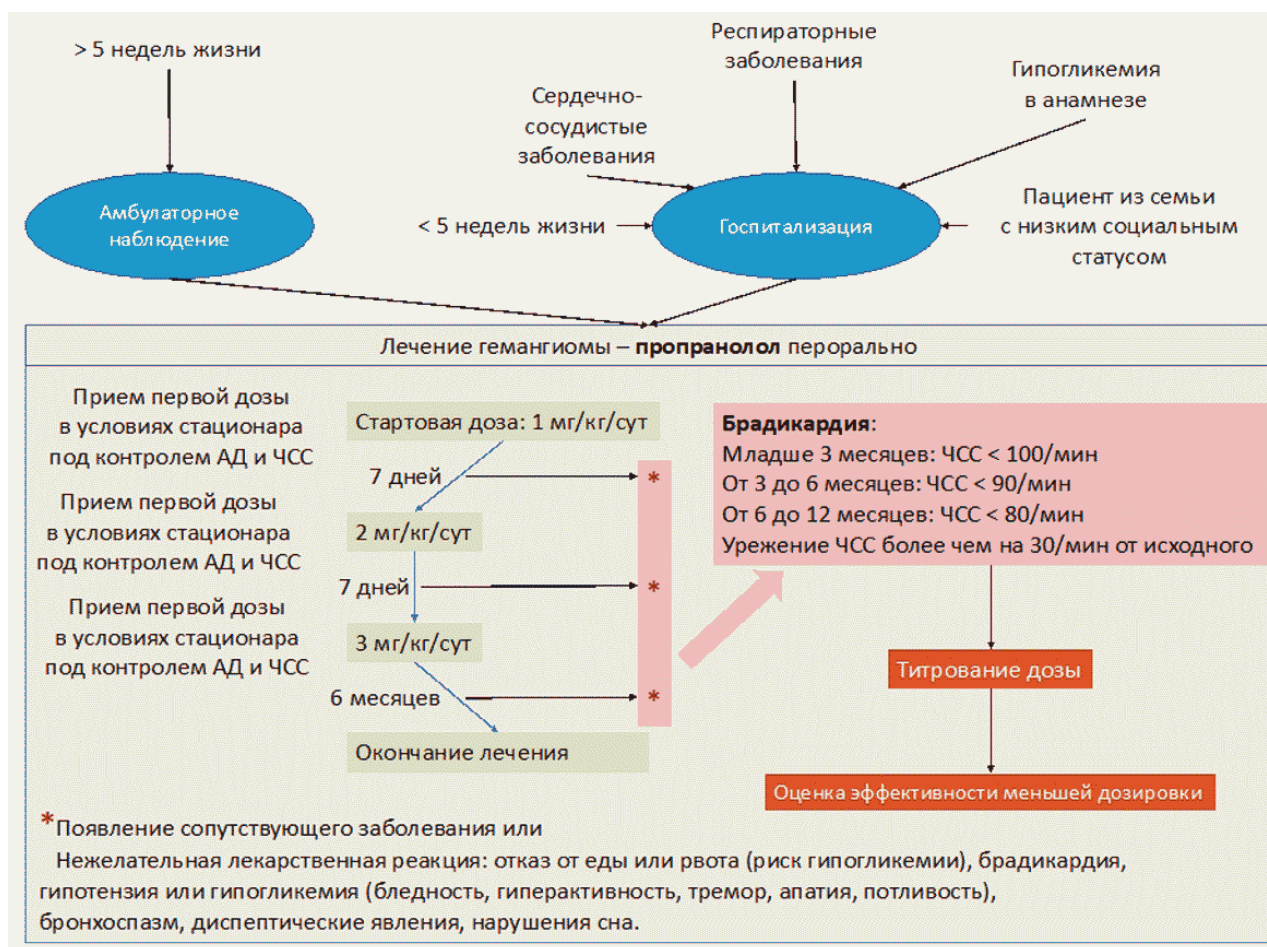 > 5 недель жизни
Амбулаторное
наблюдение
Сердечно-
сосудистые
заболевания
Респираторные
заболевания
Гипогликемия
в анамнезе
< 5 недель жизни
Госпитализация
Пациент из семьи
с низким социальным
статусом
Лечение гемангиомы – пропранолол перорально
Прием первой дозы
в условиях стационара
под контролем АД и ЧСС
Прием первой дозы
в условиях стационара
под контролем АД и ЧСС
Прием первой дозы
в условиях стационара
под контролем АД и ЧСС
Стартовая доза: 1 мг/кг/сут
7 дней
*
2 мг/кг/сут
7 дней
*
3 мг/кг/сут
6 месяцев
*
Окончание лечения
Брадикардия:
Младше 3 месяцев: ЧСС < 100/мин
От 3 до 6 месяцев: ЧСС < 90/мин
От 6 до 12 месяцев: ЧСС < 80/мин
Урежение ЧСС более чем на 30/мин от исходного
Титрование дозы
Оценка эффективности меньшей дозировки
*Появление сопутствующего заболевания или
Нежелательная лекарственная реакция: отказ от еды или рвота (риск гипогликемии), брадикардия,
гипотензия или гипогликемия (бледность, гиперактивность, тремор, апатия, потливость),
бронхоспазм, диспептические явления, нарушения сна.